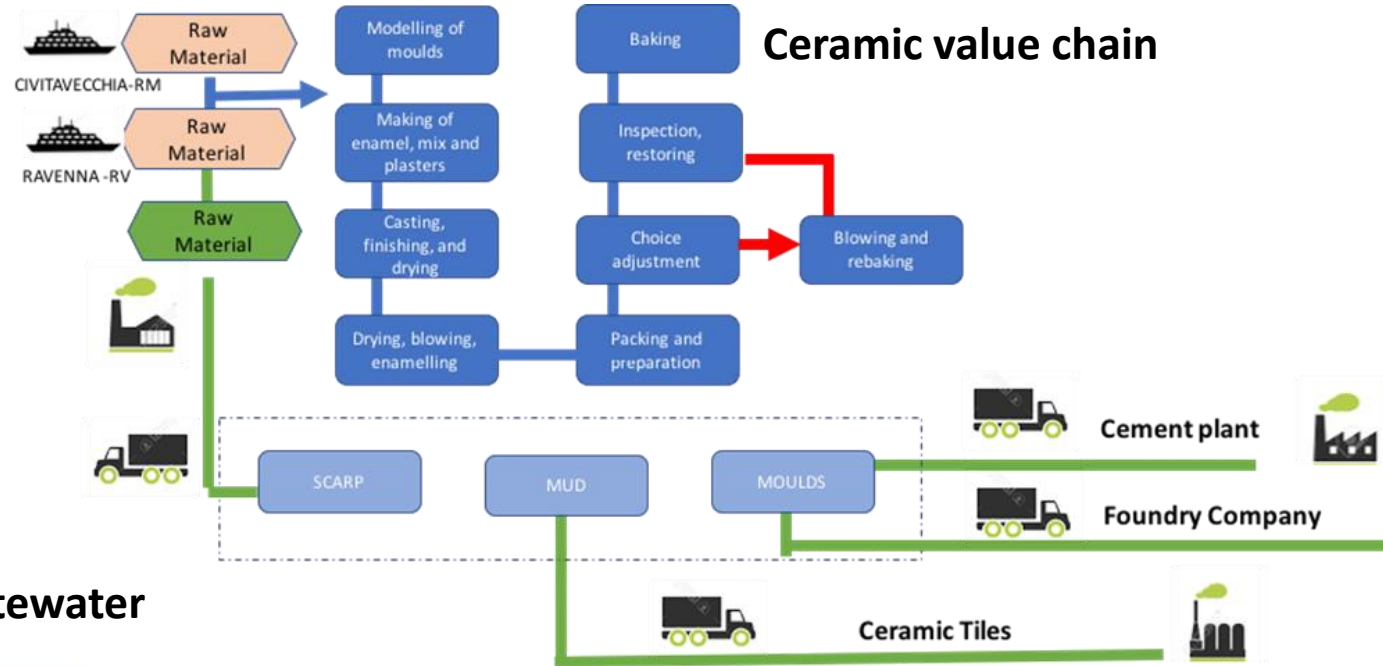 Ceramic value chain
Raw
Material
CIVITAVECCHIA-RM
Raw
Material
RAVENNA -RV
Raw
Material
Modelling of
moulds
Making of
enamel, mix and
plasters
Casting,
finishing, and
drying
Drying, blowing,
enamelling
Baking
Inspection,
restoring
Choice
adjustment
Packing and
preparation
Blowing and
rebaking
SCARP
MUD
MOULDS
Cement plant
Foundry Company
Ceramic Tiles
tewater